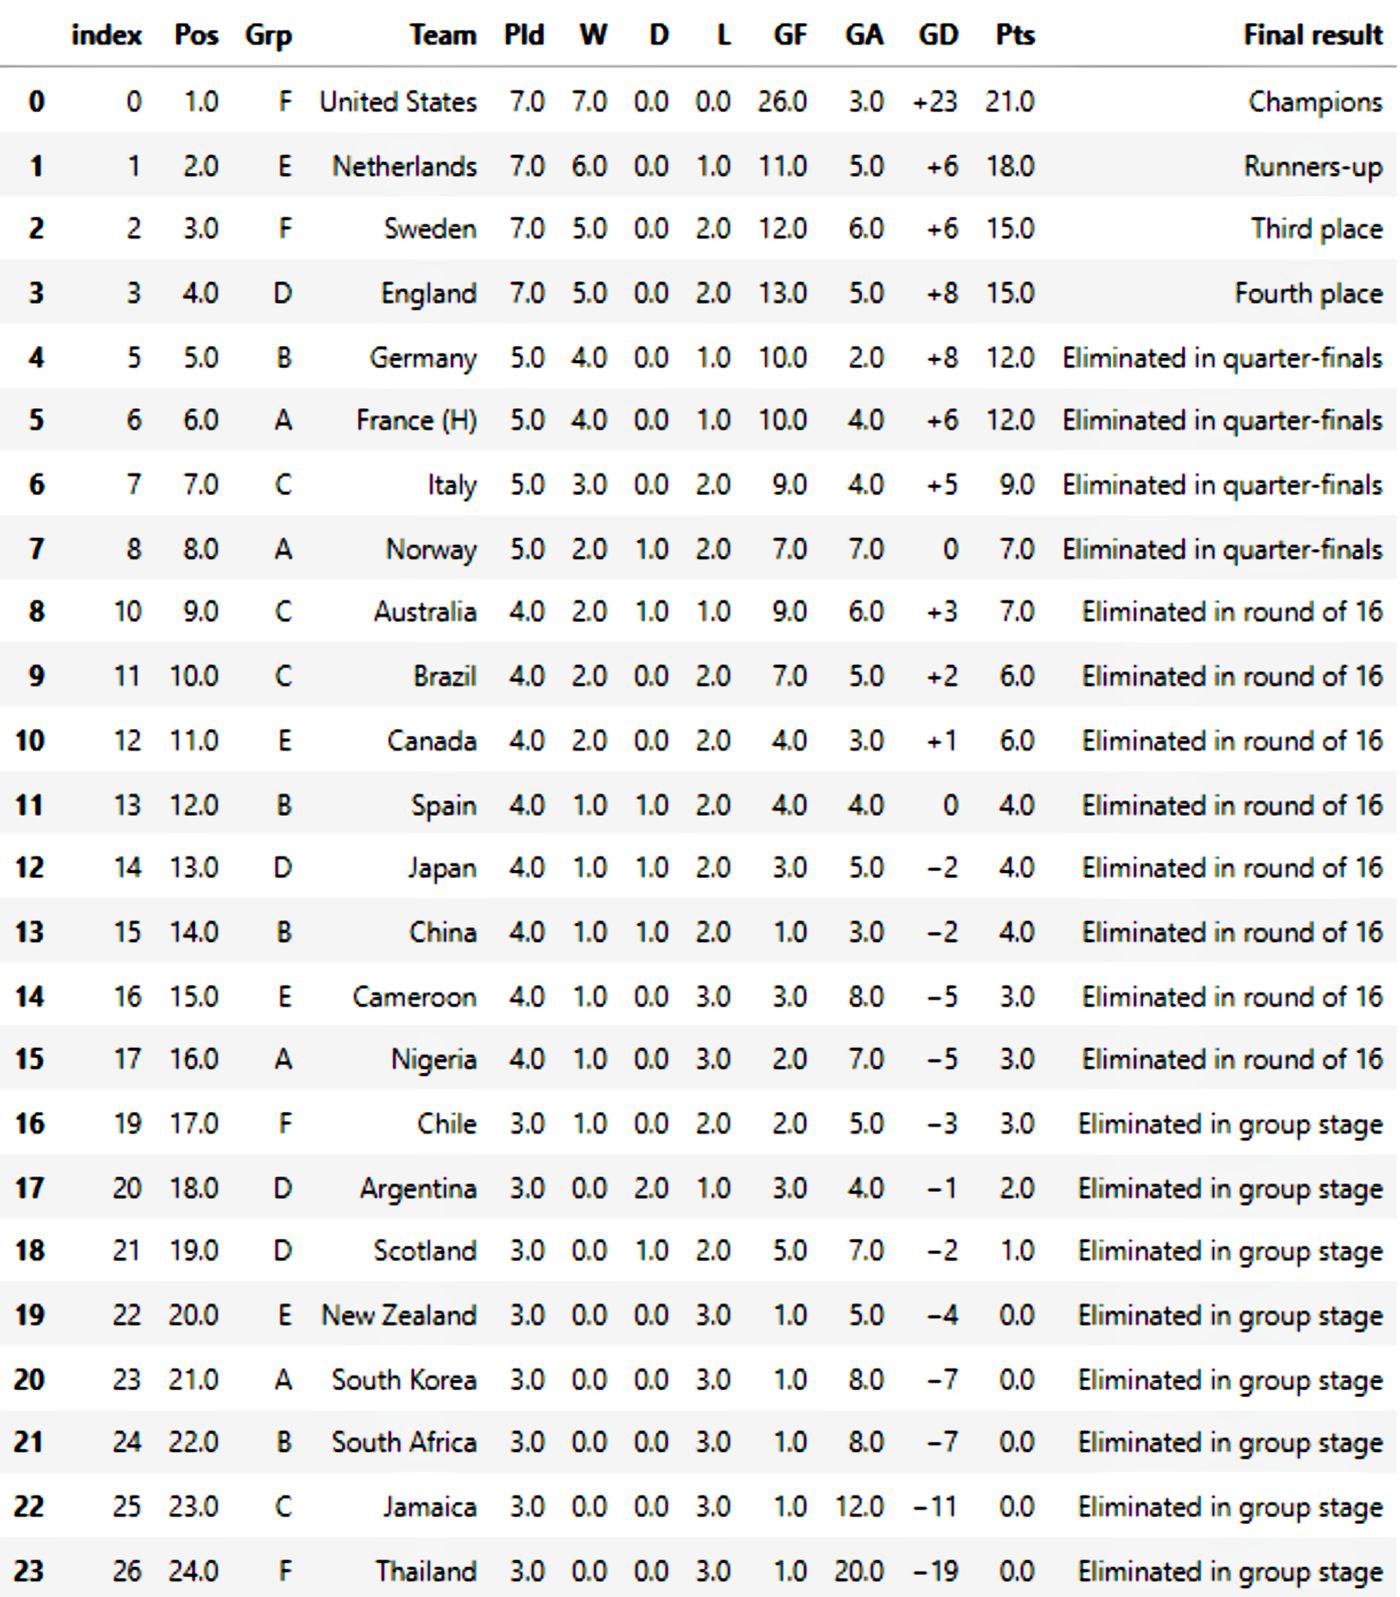 index Pos Grp Team Pld W D L GF GA GD Pts Final result
0 0 1.0 F United States 7.0 7.0 0.0 0.0 26.0 3.0 +23 21.0 Champions
1 1 2.0 E Netherlands 7.0 6.0 0.0 1.0 11.0 5.0 +6 18.0 Runners-up
2 2 3.0 F Sweden 7.0 5.0 0.0 2.0 12.0 6.0 +6 15.0 Third place
3 3 4.0 D England 7.0 5.0 0.0 2.0 13.0 5.0 +8 15.0 Fourth place
4 5 5.0 B Germany 5.0 4.0 0.0 1.0 10.0 2.0 +8 12.0 Eliminated in quarter-finals
5 6 6.0 A France (H) 5.0 4.0 0.0 1.0 10.0 4.0 +6 12.0 Eliminated in quarter-finals
6 7 7.0 C Italy 5.0 3.0 0.0 2.0 9.0 4.0 +5 9.0 Eliminated in quarter-finals
7 8 8.0 A Norway 5.0 2.0 1.0 2.0 7.0 7.0 0 7.0 Eliminated in quarter-finals
8 10 9.0 C Australia 4.0 2.0 1.0 1.0 9.0 6.0 +3 7.0 Eliminated in round of 16
9 11 10.0 C Brazil 4.0 2.0 0.0 2.0 7.0 5.0 +2 6.0 Eliminated in round of 16
10 12 11.0 E Canada 4.0 2.0 0.0 2.0 4.0 3.0 +1 6.0 Eliminated in round of 16
11 13 12.0 B Spain 4.0 1.0 1.0 2.0 4.0 4.0 0 4.0 Eliminated in round of 16
12 14 13.0 D Japan 4.0 1.0 1.0 2.0 3.0 5.0 −2 4.0 Eliminated in round of 16
13 15 14.0 B China 4.0 1.0 1.0 2.0 1.0 3.0 −2 4.0 Eliminated in round of 16
14 16 15.0 E Cameroon 4.0 1.0 0.0 3.0 3.0 8.0 −5 3.0 Eliminated in round of 16
15 17 16.0 A Nigeria 4.0 1.0 0.0 3.0 2.0 7.0 −5 3.0 Eliminated in round of 16
16 19 17.0 F Chile 3.0 1.0 0.0 2.0 2.0 5.0 −3 3.0 Eliminated in group stage
17 20 18.0 D Argentina 3.0 0.0 2.0 1.0 3.0 4.0 −1 2.0 Eliminated in group stage
18 21 19.0 D Scotland 3.0 0.0 1.0 2.0 5.0 7.0 −2 1.0 Eliminated in group stage
19 22 20.0 E New Zealand 3.0 0.0 0.0 3.0 1.0 5.0 −4 0.0 Eliminated in group stage
20 23 21.0 A South Korea 3.0 0.0 0.0 3.0 1.0 8.0 −7 0.0 Eliminated in group stage
21 24 22.0 B South Africa 3.0 0.0 0.0 3.0 1.0 8.0 −7 0.0 Eliminated in group stage
22 25 23.0 C Jamaica 3.0 0.0 0.0 3.0 1.0 12.0 −11 0.0 Eliminated in group stage
23 26 24.0 F Thailand 3.0 0.0 0.0 3.0 1.0 20.0 −19 0.0 Eliminated in group stage